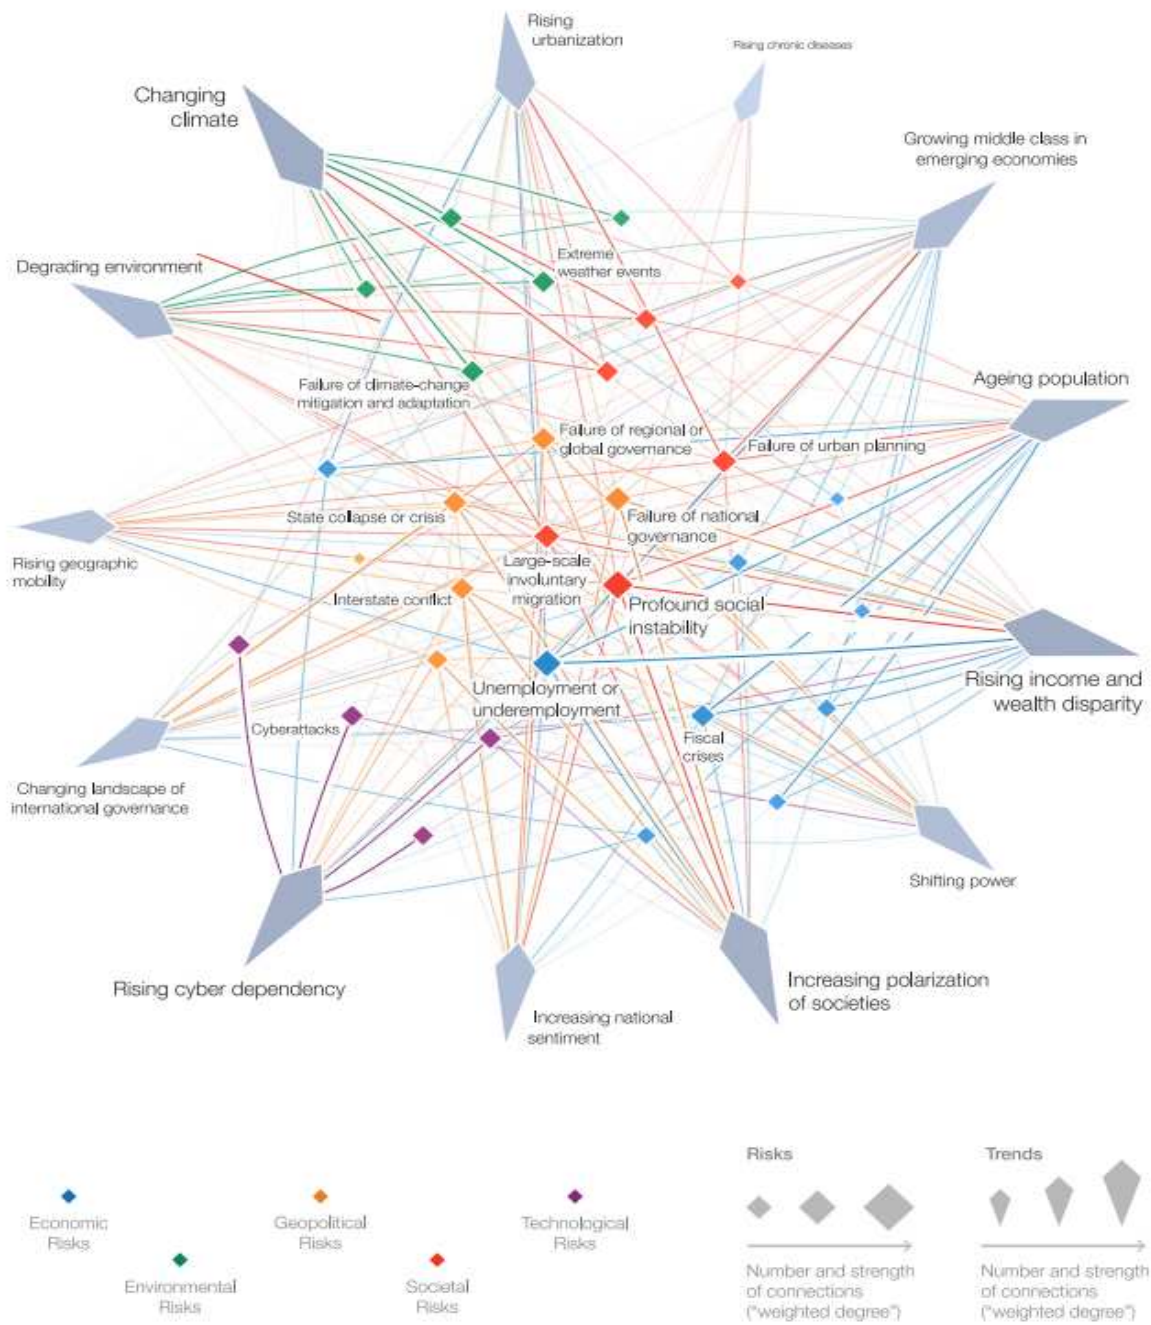 Rising
urbanization
Rising chronic diseases
Changing
climate
Growing middle class in
emerging economies
Degrading environment
Extreme
weather events
Ageing population
Failure of climate-change
mitigation and adaptation
Failure of regional or
global governance
Failure of urban planning
State collapse or crisis
Failure of national
governance
Rising geographic
mobility
Large-scale
involuntary
migration
Interstate conflict
Profound social
instability
Rising income and
wealth disparity
Unemployment or
underemployment
Cyberattacks
Fiscal
crises
Changing landscape of
international governance
Shifting power
Rising cyber dependency
Increasing polarization
of societies
Increasing national
sentiment
Risks
Trends
Economic
Risks
Geopolitical
Risks
Technological
Risks
Environmental
Risks
Societal
Risks
Number and strength
of connections
("weighted degree")
Number and strength
of connections
("weighted degree")